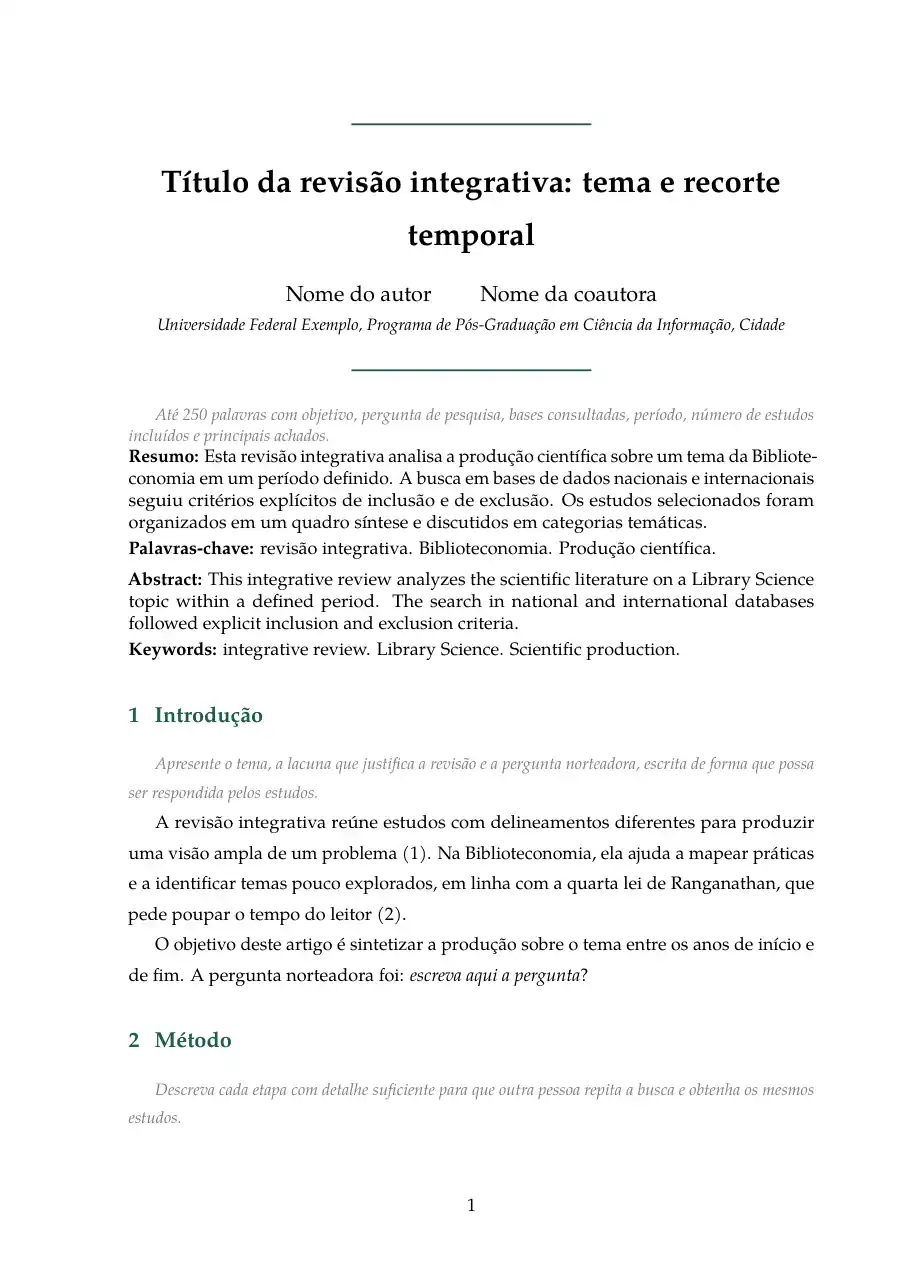 Título da revisão integrativa: tema e recorte
temporal
Nome do autor Nome da coautora
Universidade Federal Exemplo, Programa de Pós-Graduação em Ciência da Informação, Cidade
Até 250 palavras com objetivo, pergunta de pesquisa, bases consultadas, período, número de estudos
incluídos e principais achados.
Resumo: Esta revisão integrativa analisa a produção científica sobre um tema da Bibliote-
conomia em um período definido. A busca em bases de dados nacionais e internacionais
seguiu critérios explícitos de inclusão e de exclusão. Os estudos selecionados foram
organizados em um quadro síntese e discutidos em categorias temáticas.
Palavras-chave: revisão integrativa. Biblioteconomia. Produção científica.
Abstract: This integrative review analyzes the scientific literature on a Library Science
topic within a defined period. The search in national and international databases
followed explicit inclusion and exclusion criteria.
Keywords: integrative review. Library Science. Scientific production.
1 Introdução
Apresente o tema, a lacuna que justifica a revisão e a pergunta norteadora, escrita de forma que possa
ser respondida pelos estudos.
A revisão integrativa reúne estudos com delineamentos diferentes para produzir
uma visão ampla de um problema (1). Na Biblioteconomia, ela ajuda a mapear práticas
e a identificar temas pouco explorados, em linha com a quarta lei de Ranganathan, que
pede poupar o tempo do leitor (2).
O objetivo deste artigo é sintetizar a produção sobre o tema entre os anos de início e
de fim. A pergunta norteadora foi: escreva aqui a pergunta?
2 Método
Descreva cada etapa com detalhe suficiente para que outra pessoa repita a busca e obtenha os mesmos
estudos.
1